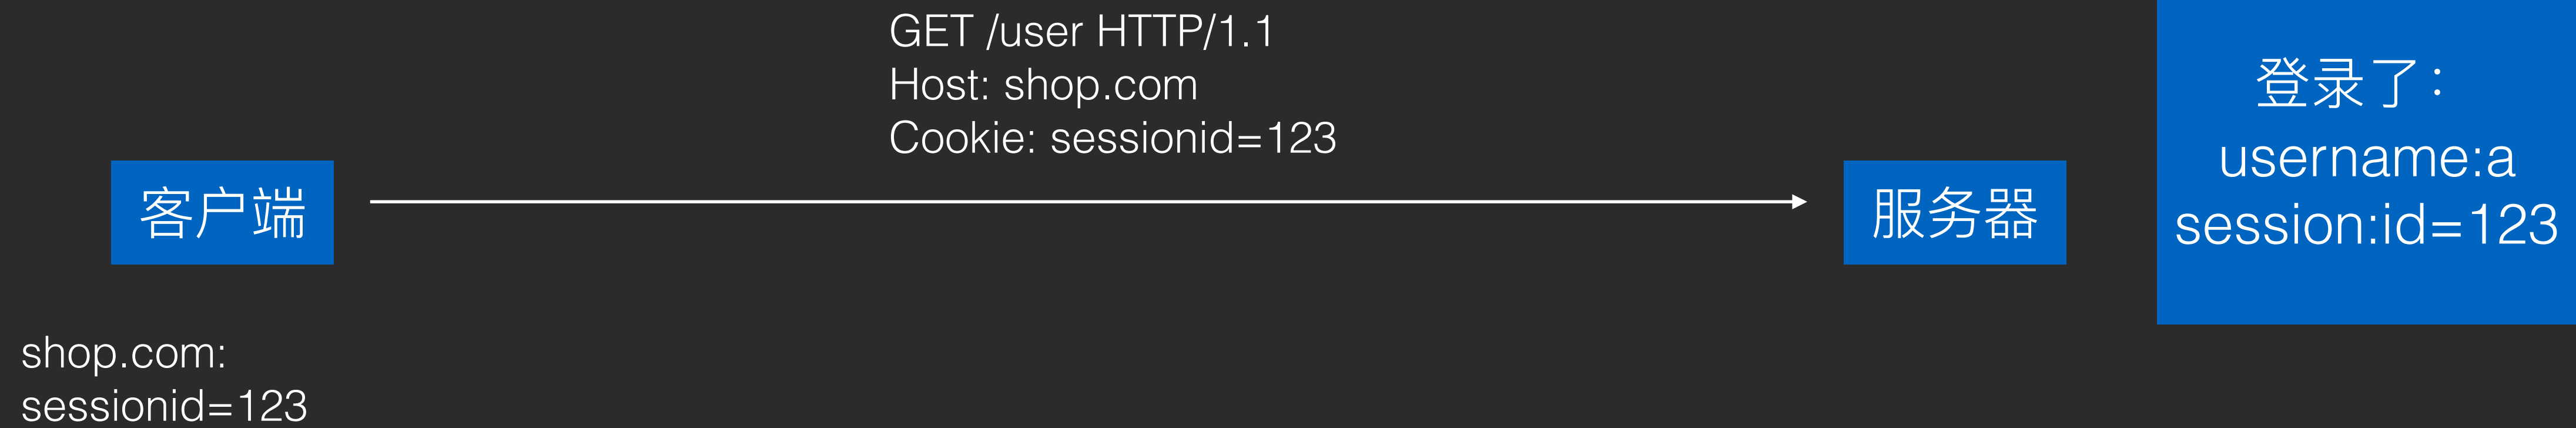 GET /user HTTP/1.1
Host: shop.com
Cookie: sessionid=123
客户端
服务器
登录了：
username:a
session:id=123
shop.com:
sessionid=123